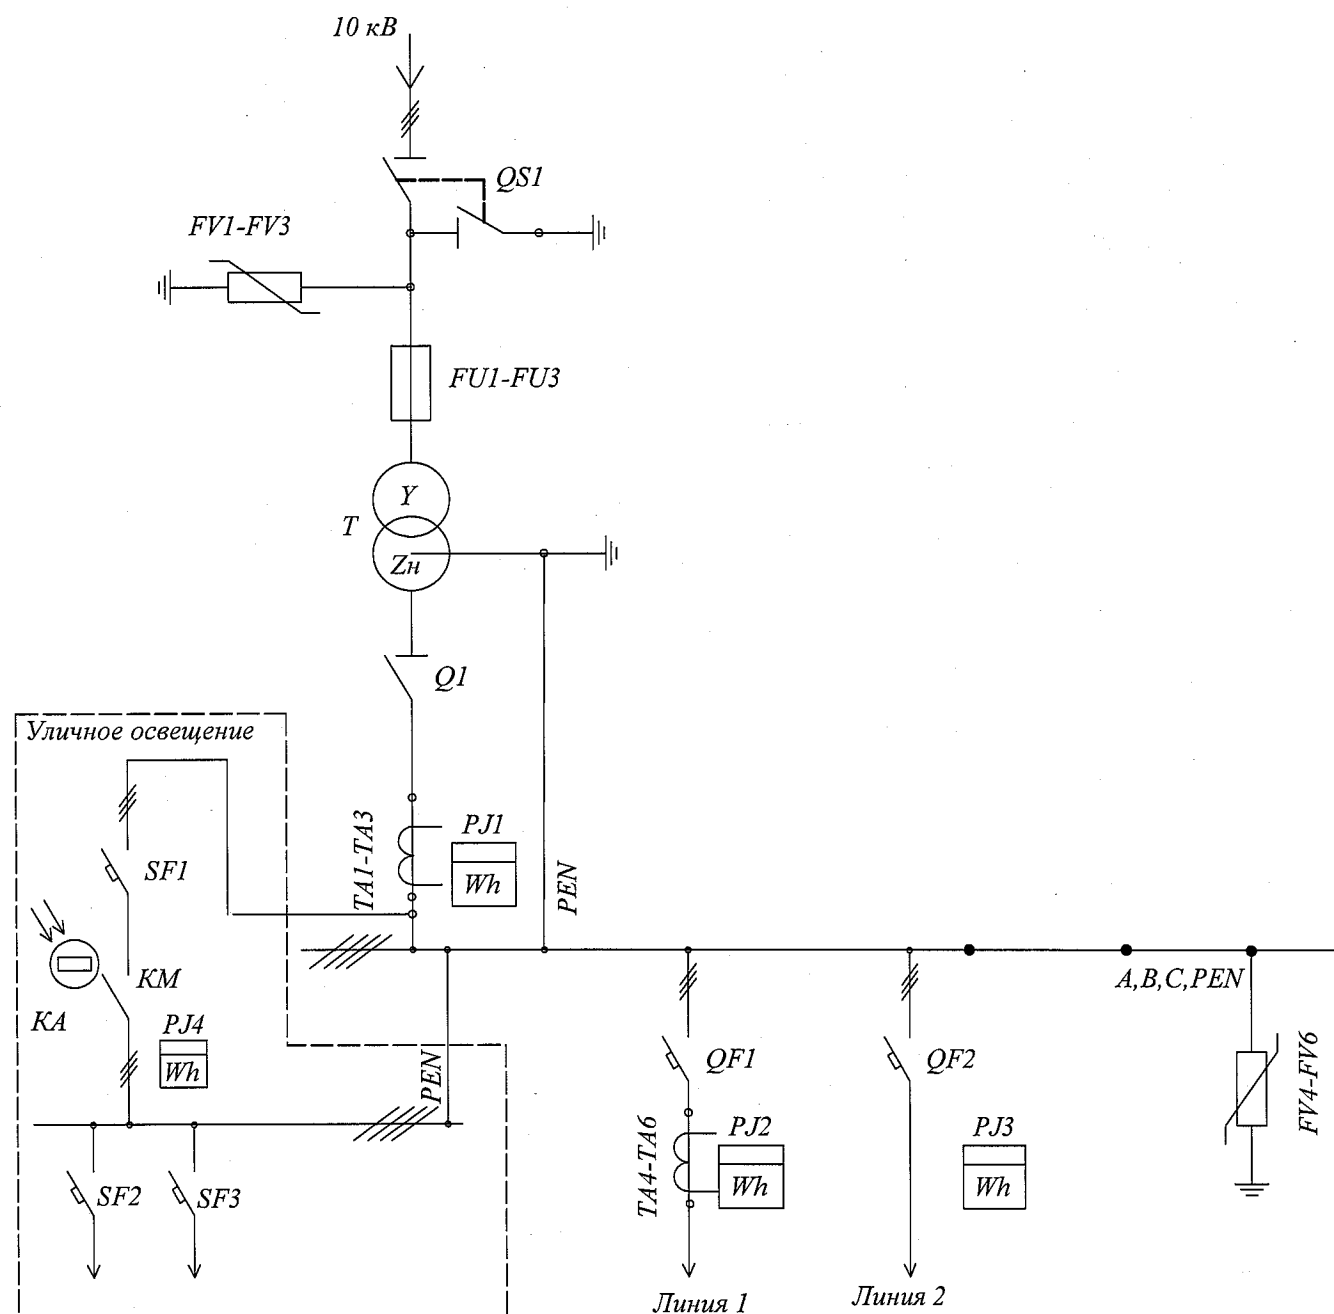 10 кВ
QS1
FV1-FV3
FU1-FU3
Y
T
Zн
Q1
Уличное освещение
TA1-TA3
PJ1
Wh
PEN
SF1
KM
KA
PJ4
Wh
PEN
A,B,C,PEN
QF1
QF2
FV4-FV6
TA4-TA6
PJ2
Wh
PJ3
Wh
SF2
SF3
Линия 1
Линия 2